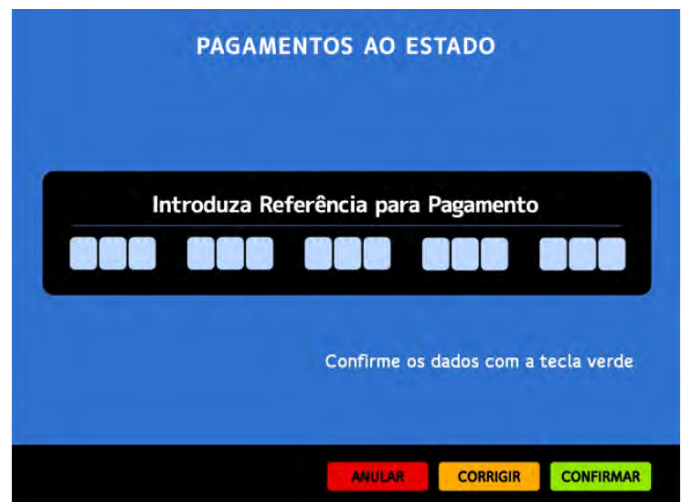 PAGAMENTOS AO ESTADO
Introduza Referência para Pagamento
Confirme os dados com a tecla verde
ANULAR CORRIGIR CONFIRMAR